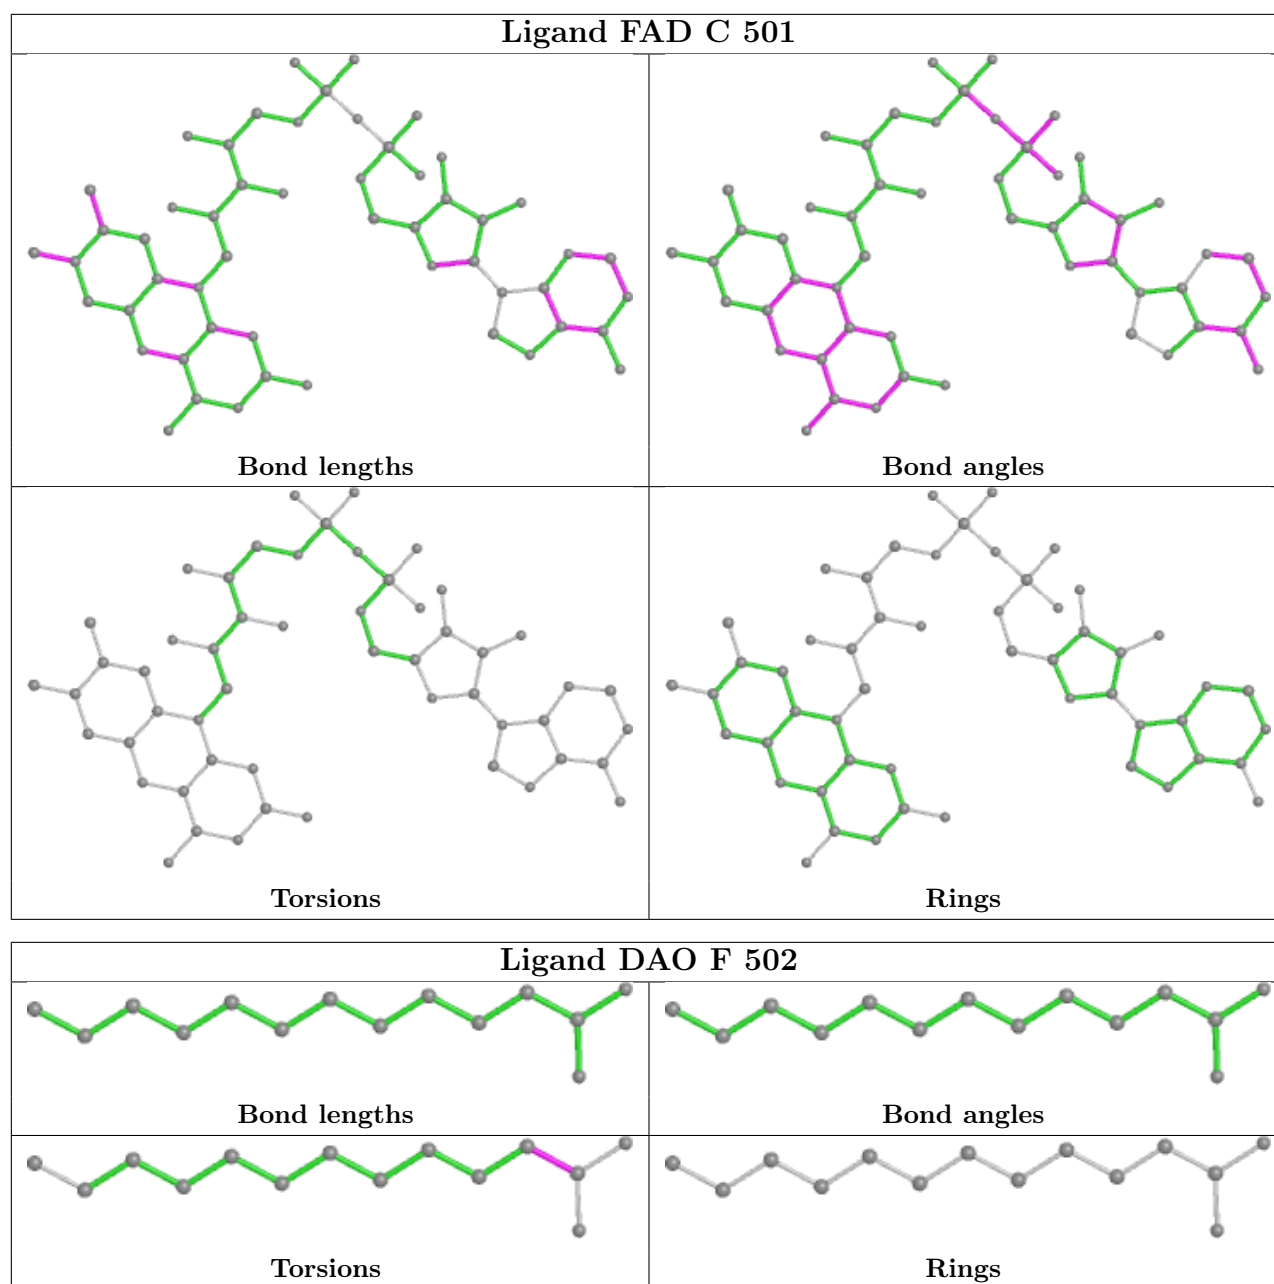 Ligand FAD C 501
Bond lengths
Bond angles
Torsions
Rings
Ligand DAO F 502
Bond lengths
Bond angles
Torsions
Rings